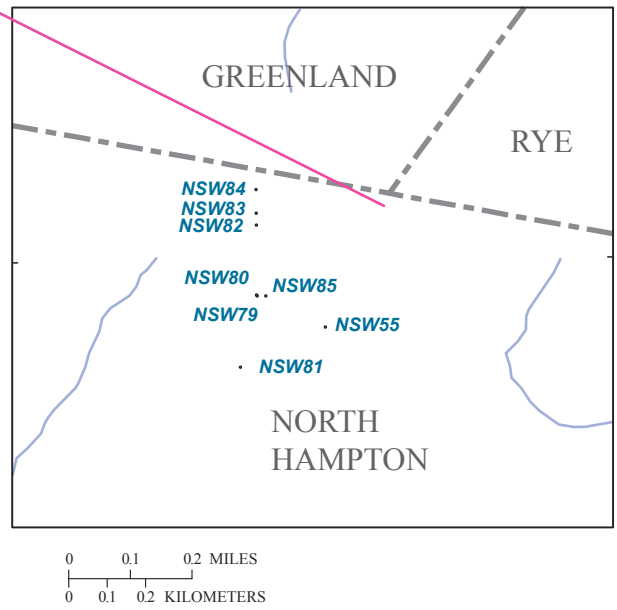 GREENLAND
RYE
NSW84
NSW83
NSW82
NSW80
NSW85
NSW79
NSW55
NSW81
NORTH
HAMPTON
0 0.1 0.2 MILES
0 0.1 0.2 KILOMETERS